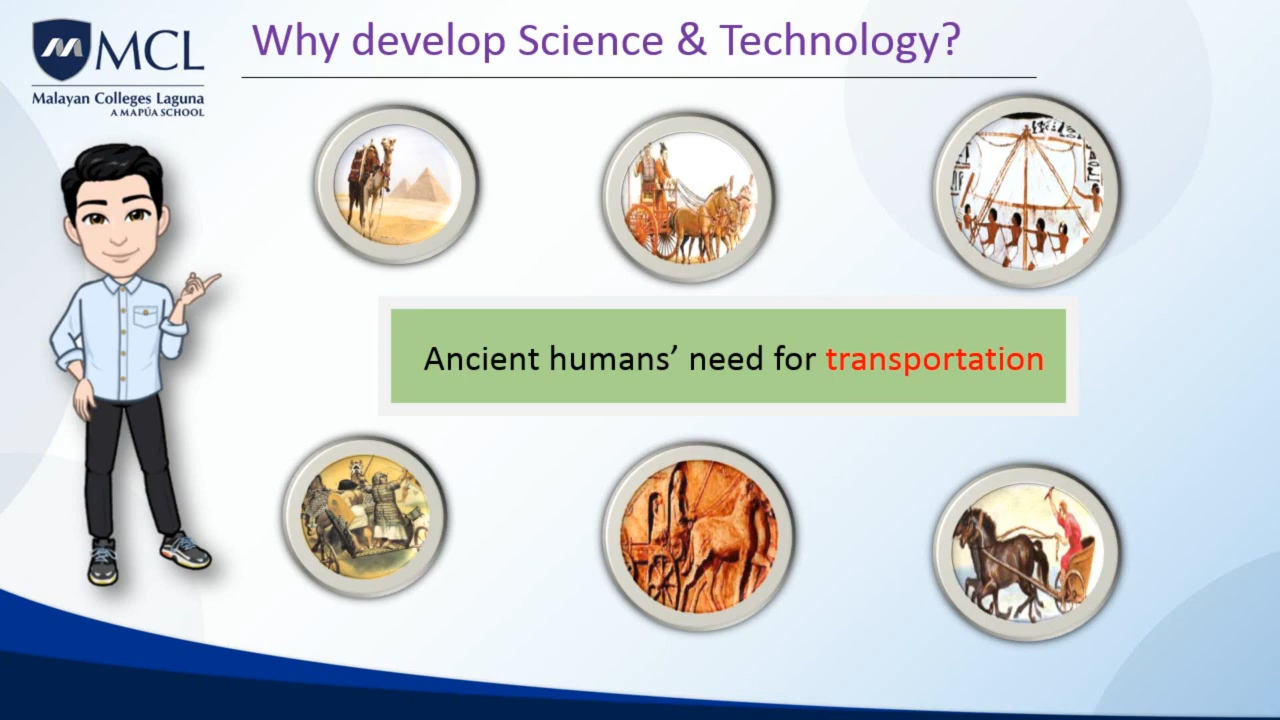 Why develop Science & Technology?
MCL
Malayan Colleges Laguna
A MAPÚA SCHOOL
Ancient humans’ need for transportation